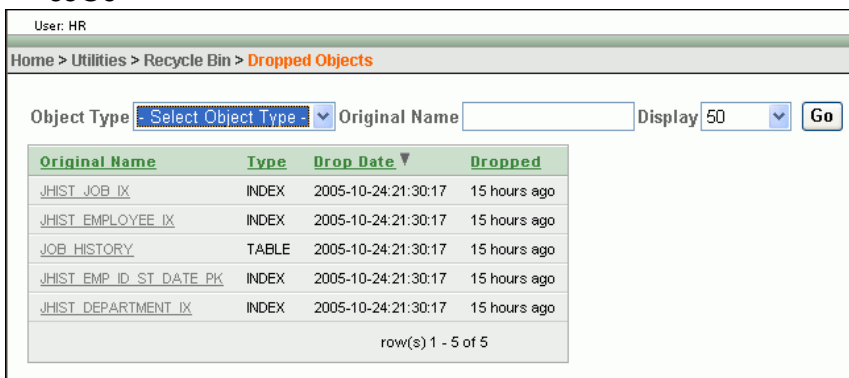 User: HR
Home > Utilities > Recycle Bin > Dropped Objects
Object Type - Select Object Type - Original Name Display 50 Go
Original Name Type Drop Date Dropped
JHIST_JOB_IX INDEX 2005-10-24:21:30:17 15 hours ago
JHIST_EMPLOYEE_IX INDEX 2005-10-24:21:30:17 15 hours ago
JOB_HISTORY TABLE 2005-10-24:21:30:17 15 hours ago
JHIST_EMP_ID_ST_DATE_PK INDEX 2005-10-24:21:30:17 15 hours ago
JHIST_DEPARTMENT_IX INDEX 2005-10-24:21:30:17 15 hours ago
row(s) 1 - 5 of 5